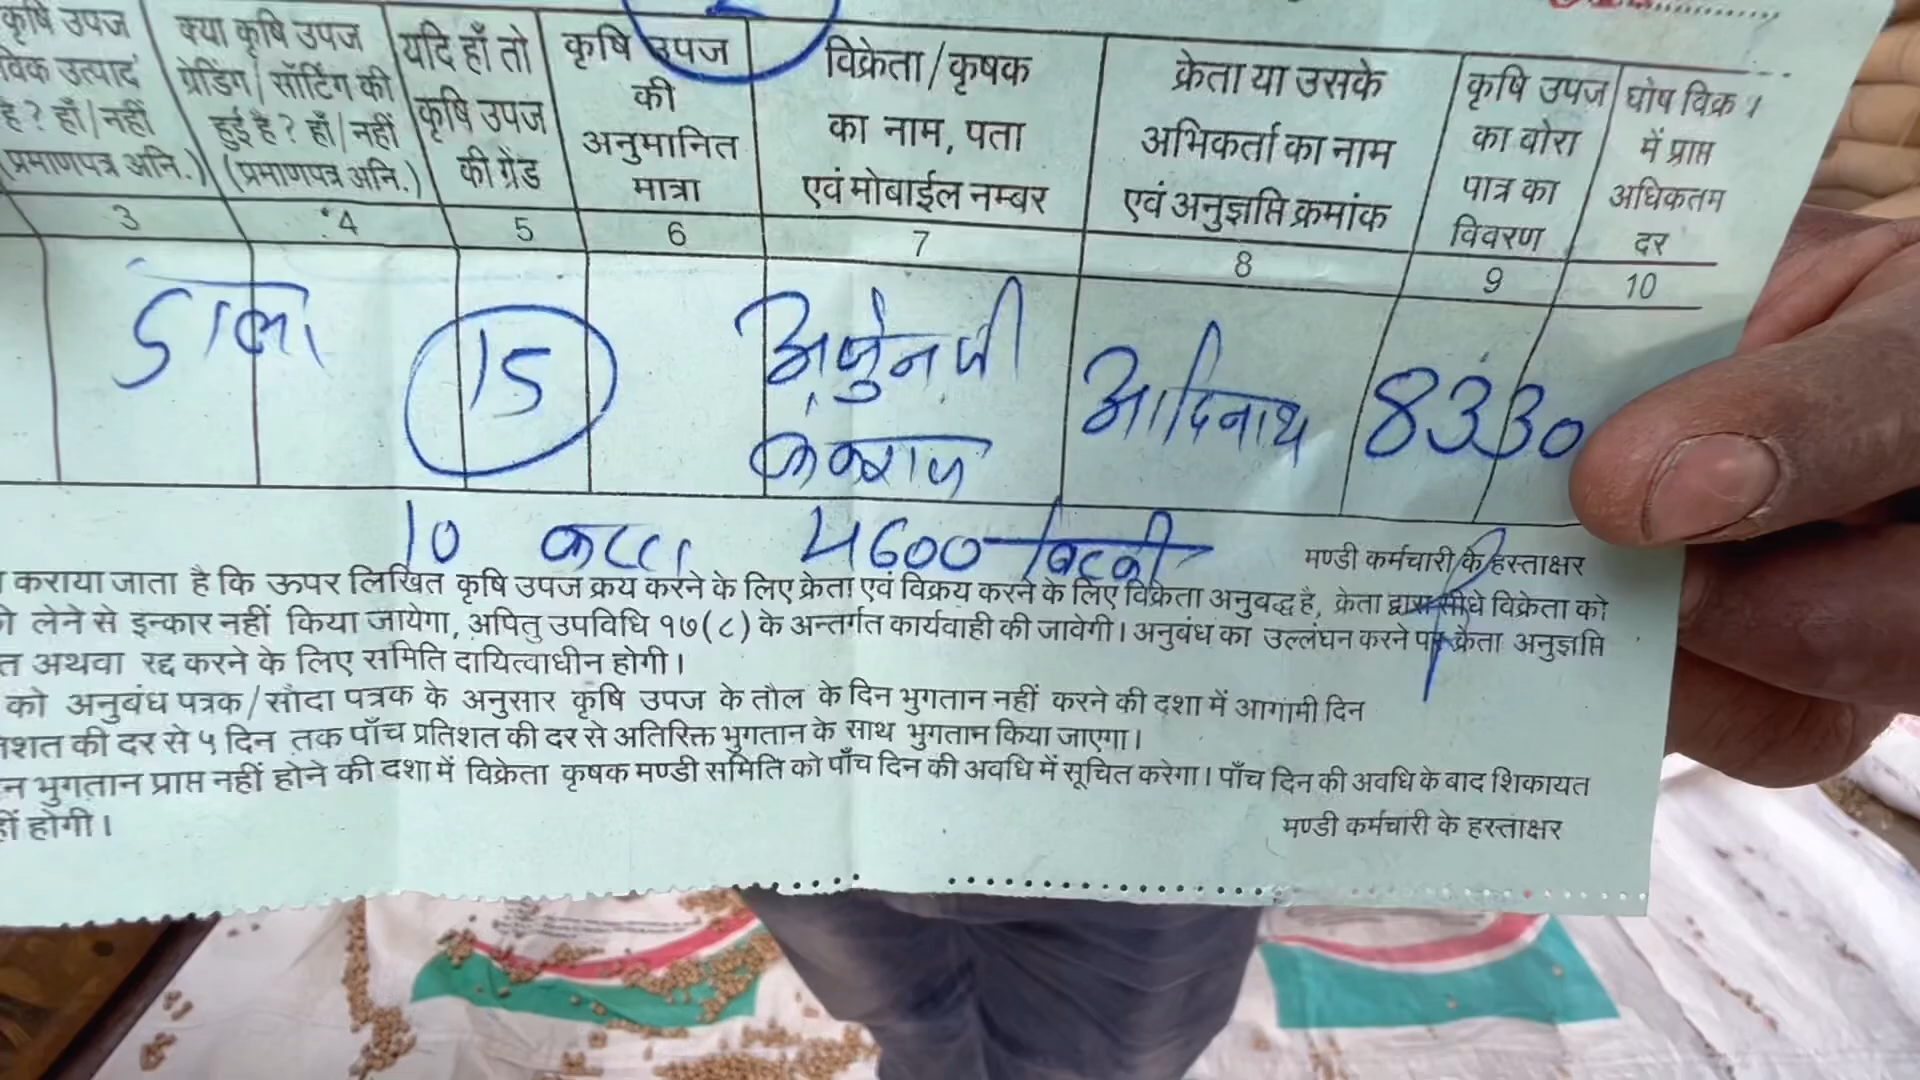 कृषि उपज क्या कृषि उपज यदि हाँ तो कृषि उपज विक्रेता/कृषक क्रेता या उसके कृषि उपज घोष विक्र
विक उत्पाद ग्रेडिंग/सॉर्टिंग की कृषि उपज की का नाम, पता अभिकर्ता का नाम का बोरा में प्राप्त
है? हाँ/नहीं हुई है? हाँ/नहीं की ग्रेड अनुमानित एवं मोबाईल नम्बर एवं अनुज्ञप्ति क्रमांक पात्र का अधिकतम
प्रमाणपत्र अनि.) (प्रमाणपत्र अनि.) मात्रा विवरण दर
3 4 5 6 7 8 9 10
डाला 15 अर्जुनजी आदिनाथ 8330
10 कट्टा 4600
मण्डी कर्मचारी के हस्ताक्षर
कराया जाता है कि ऊपर लिखित कृषि उपज क्रय करने के लिए क्रेता एवं विक्रय करने के लिए विक्रेता अनुबद्ध है, क्रेता द्वारा सीधे विक्रेता को
लेने से इन्कार नहीं किया जायेगा, अपितु उपविधि १७(८) के अन्तर्गत कार्यवाही की जावेगी। अनुबंध का उल्लंघन करने पर क्रेता अनुज्ञप्ति
त अथवा रद्द करने के लिए समिति दायित्वाधीन होगी।
को अनुबंध पत्रक/सौदा पत्रक के अनुसार कृषि उपज के तौल के दिन भुगतान नहीं करने की दशा में आगामी दिन
तिशत की दर से ५ दिन तक पाँच प्रतिशत की दर से अतिरिक्त भुगतान के साथ भुगतान किया जाएगा।
न भुगतान प्राप्त नहीं होने की दशा में विक्रेता कृषक मण्डी समिति को पाँच दिन की अवधि में सूचित करेगा। पाँच दिन की अवधि के बाद शिकायत
हीं होगी।
मण्डी कर्मचारी के हस्ताक्षर